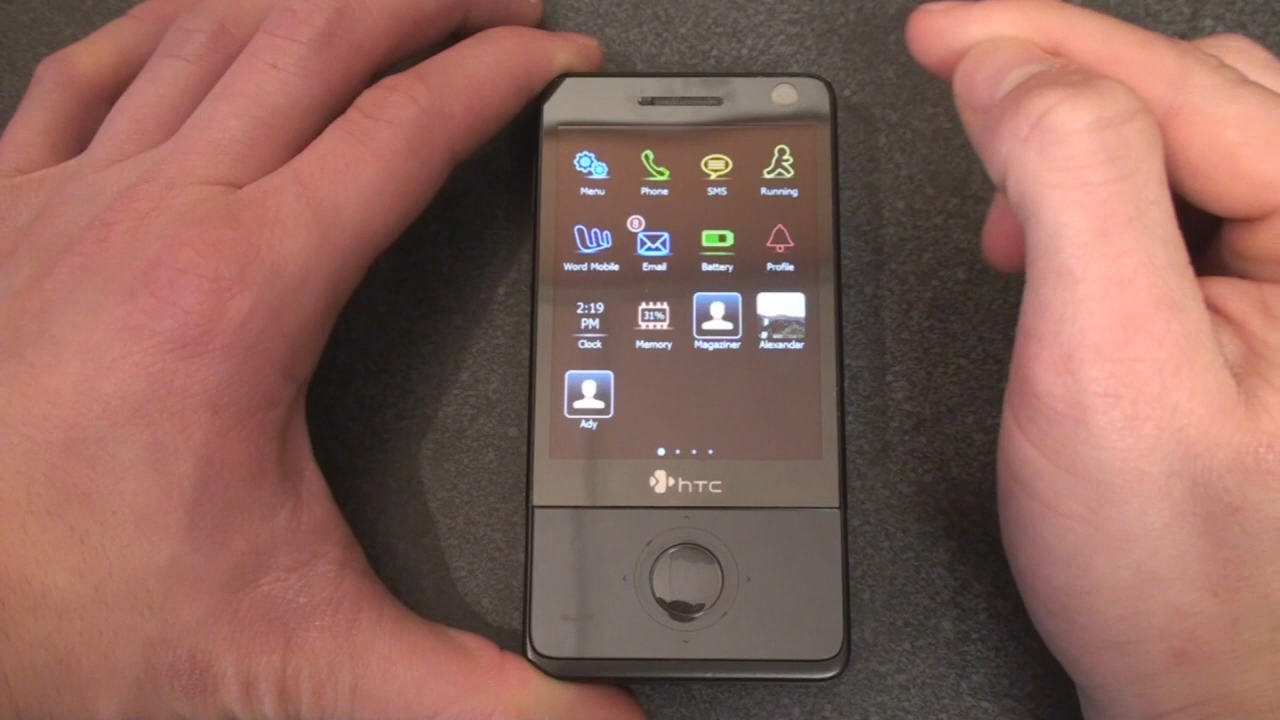 Menu Phone SMS Running
8
Word Mobile Email Battery Profile
2:19
PM
31%
Clock Memory Magaziner Alexandar
Ady
hTC